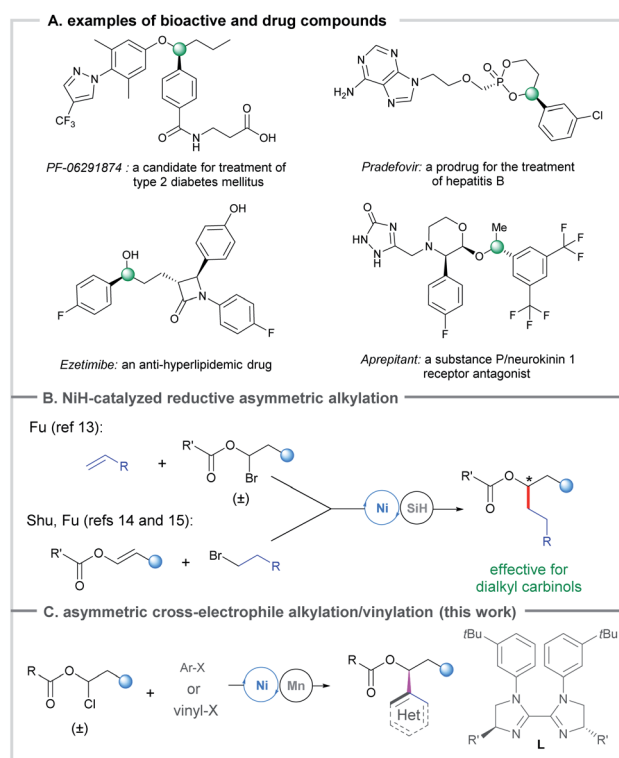 A. examples of bioactive and drug compounds
O
N
N
CF3
O
N
H
OH
O
PF-06291874 : a candidate for treatment of
type 2 diabetes mellitus
N
N
H2N
N
N
O
O
P
O
O
Cl
Pradefovir: a prodrug for the treatment
of hepatitis B
OH
OH
F
O
N
F
Ezetimibe: an anti-hyperlipidemic drug
O
HN
N
N
H
N
O
O
Me
F
F
F
F
F
F
F
Aprepitant: a substance P/neurokinin 1
receptor antagonist
B. NiH-catalyzed reductive asymmetric alkylation
Fu (ref 13):
R
+
R'
O
O
Br
(±)
Shu, Fu (refs 14 and 15):
R'
O
O
+
Br
R
Ni
SiH
R'
O
*
O
R
effective for
dialkyl carbinols
C. asymmetric cross-electrophile alkylation/vinylation (this work)
R
O
O
Cl
(±)
+
Ar-X
or
vinyl-X
Ni
Mn
R
O
O
Het
tBu
tBu
N
N
N
N
R'
R'
L